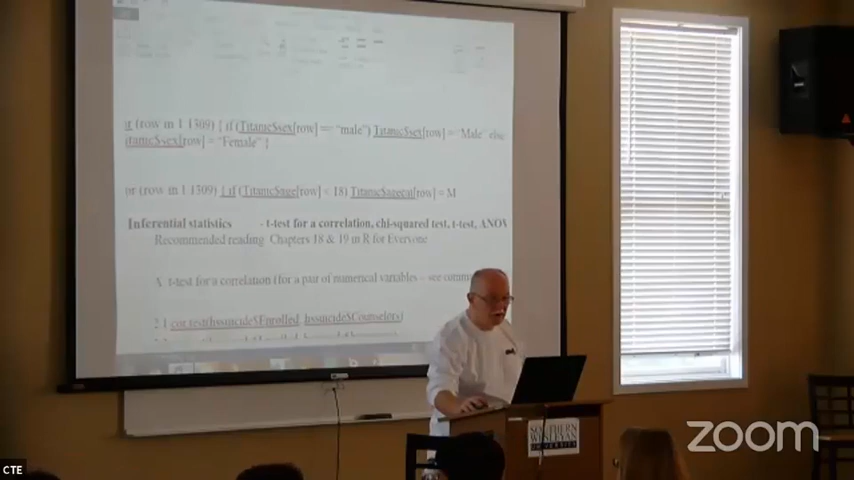 (row in 1 1309) { if (Titanic$sex[row] == "male") Titanic$sex[row] = "Male" else
itanic$sex[row] = "Female" }
(row in 1 1309) { if (Titanic$age[row] < 18) Titanic$agecat[row] = M
Inferential statistics - t-test for a correlation, chi-squared test, t-test, ANOV
Recommended reading Chapters 18 & 19 in R for Everyone
A t-test for a correlation (for a pair of numerical variables – see comm
2.1 cor.test(hssuicide$Enrolled, hssuicide$Counselors)
SOUTHERN
WESLEYAN
UNIVERSITY
zoom
CTE